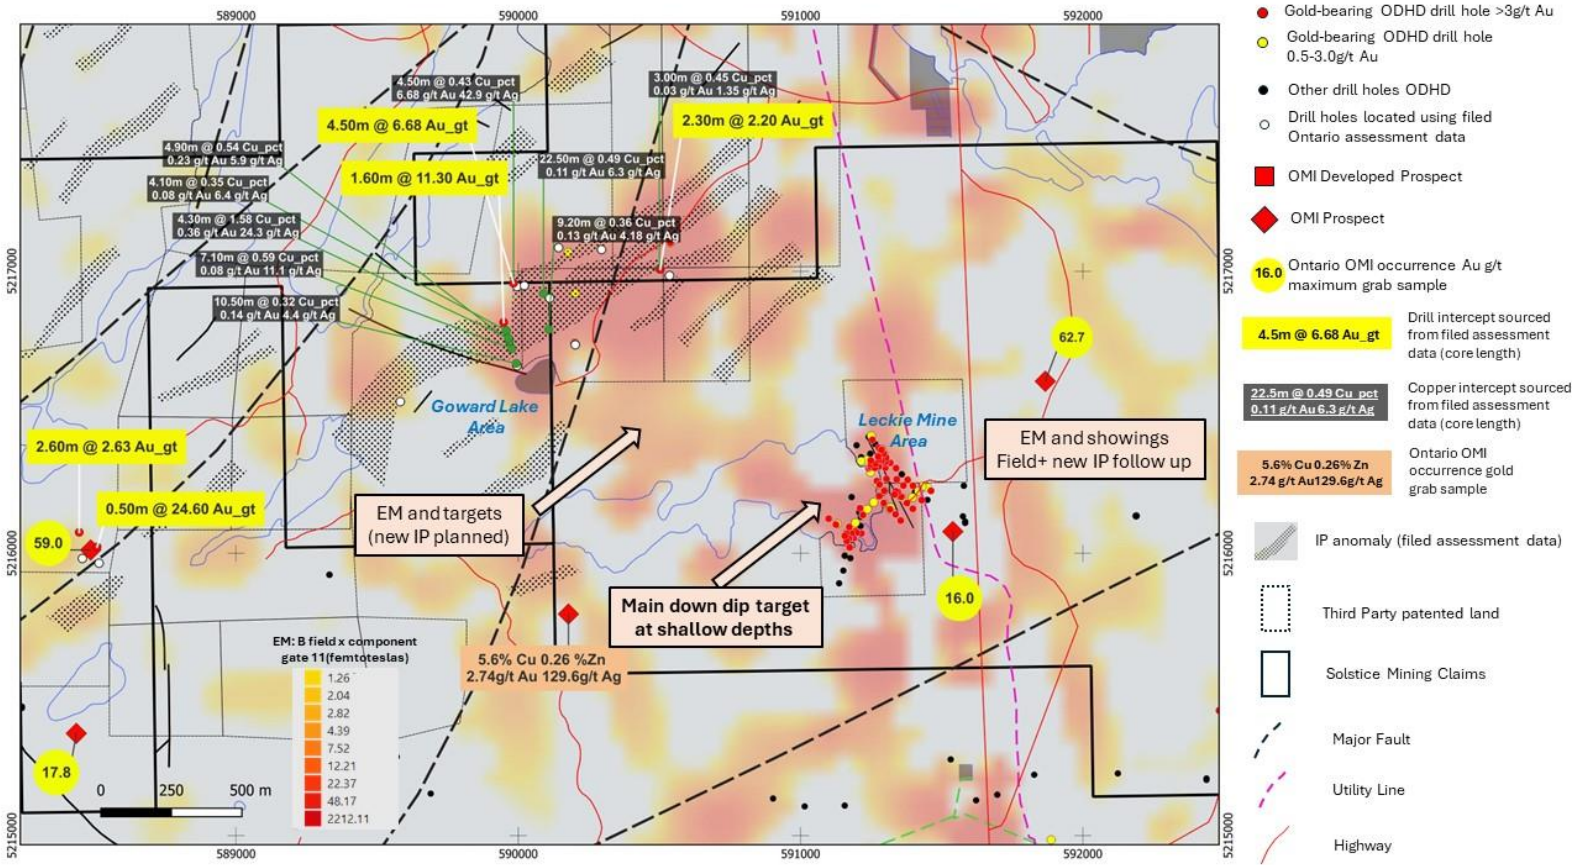 589000
590000
591000
592000
4.50m @ 0.43 Cu_pct
6.68 g/t Au 42.9 g/t Ag
3.00m @ 0.45 Cu_pct
0.03 g/t Au 1.35 g/t Ag
4.50m @ 6.68 Au_gt
2.30m @ 2.20 Au_gt
4.90m @ 0.54 Cu_pct
0.23 g/t Au 5.9 g/t Ag
22.50m @ 0.49 Cu_pct
0.11 g/t Au 6.3 g/t Ag
1.60m @ 11.30 Au_gt
4.10m @ 0.35 Cu_pct
0.08 g/t Au 6.4 g/t Ag
4.30m @ 1.58 Cu_pct
0.36 g/t Au 24.3 g/t Ag
9.20m @ 0.36 Cu_pct
0.13 g/t Au 4.18 g/t Ag
7.10m @ 0.59 Cu_pct
0.08 g/t Au 11.1 g/t Ag
10.50m @ 0.32 Cu_pct
0.14 g/t Au 4.4 g/t Ag
5217000
5217000
62.7
Goward Lake
Area
Leckie Mine
Area
2.60m @ 2.63 Au_gt
EM and showings
Field+ new IP follow up
0.50m @ 24.60 Au_gt
EM and targets
(new IP planned)
59.0
5216000
5216000
16.0
Main down dip target
at shallow depths
5.6% Cu 0.26 %Zn
2.74g/t Au 129.6g/t Ag
EM: B field x component
gate 11(femtoteslas)
1.26
2.04
2.82
4.39
7.52
12.21
22.37
48.17
2212.11
17.8
0 250 500 m
5215000
5215000
589000
590000
591000
592000
Gold-bearing ODHD drill hole >3g/t Au
Gold-bearing ODHD drill hole
0.5-3.0g/t Au
Other drill holes ODHD
Drill holes located using filed
Ontario assessment data
OMI Developed Prospect
OMI Prospect
16.0
Ontario OMI occurrence Au g/t
maximum grab sample
4.5m @ 6.68 Au_gt
Drill intercept sourced
from filed assessment
data (core length)
22.5m @ 0.49 Cu_pct
0.11 g/t Au 6.3 g/t Ag
Copper intercept sourced
from filed assessment
data (core length)
5.6% Cu 0.26% Zn
2.74 g/t Au129.6g/t Ag
Ontario OMI
occurrence gold
grab sample
IP anomaly (filed assessment data)
Third Party patented land
Solstice Mining Claims
Major Fault
Utility Line
Highway